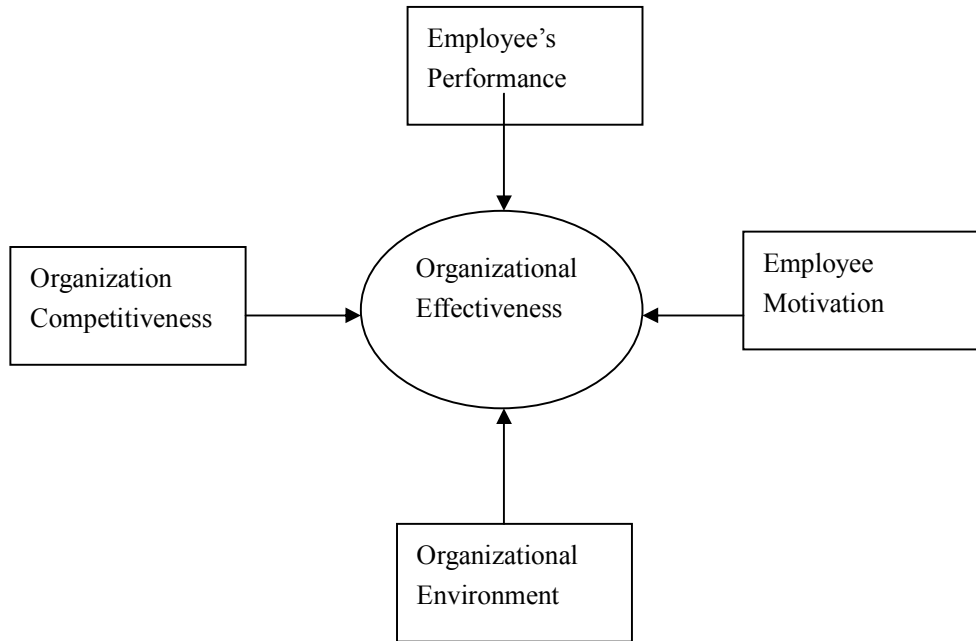 Employee’s
Performance
Organization
Competitiveness
Organizational
Effectiveness
Employee
Motivation
Organizational
Environment